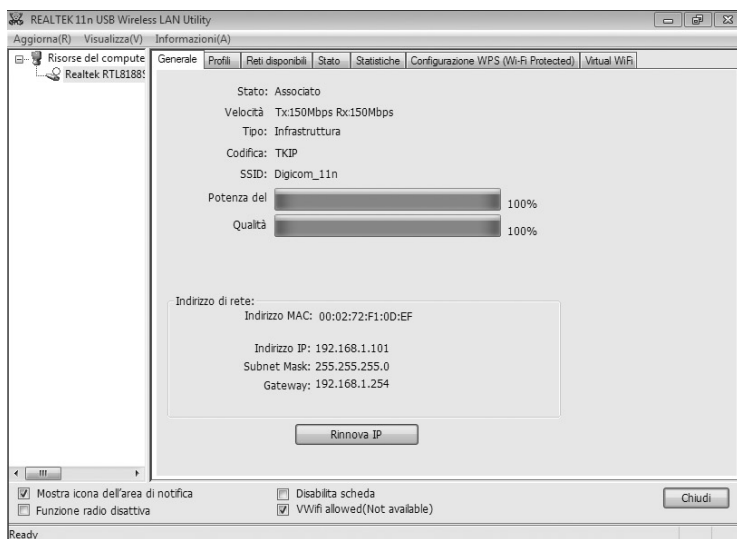 REALTEK 11n USB Wireless LAN Utility
Aggiorna(R) Visualizza(V) Informazioni(A)
Risorse del compute
Realtek RTL8188S
Generale Profili Reti disponibili Stato Statistiche Configurazione WPS (Wi-Fi Protected) Virtual WiFi
Stato: Associato
Velocità Tx:150Mbps Rx:150Mbps
Tipo: Infrastruttura
Codifica: TKIP
SSID: Digicom_11n
Potenza del 100%
Qualità 100%
Indirizzo di rete:
Indirizzo MAC: 00:02:72:F1:0D:EF
Indirizzo IP: 192.168.1.101
Subnet Mask: 255.255.255.0
Gateway: 192.168.1.254
Rinnova IP
Mostra icona dell'area di notifica
Disabilita scheda
Chiudi
Funzione radio disattiva
VWifi allowed(Not available)
Ready